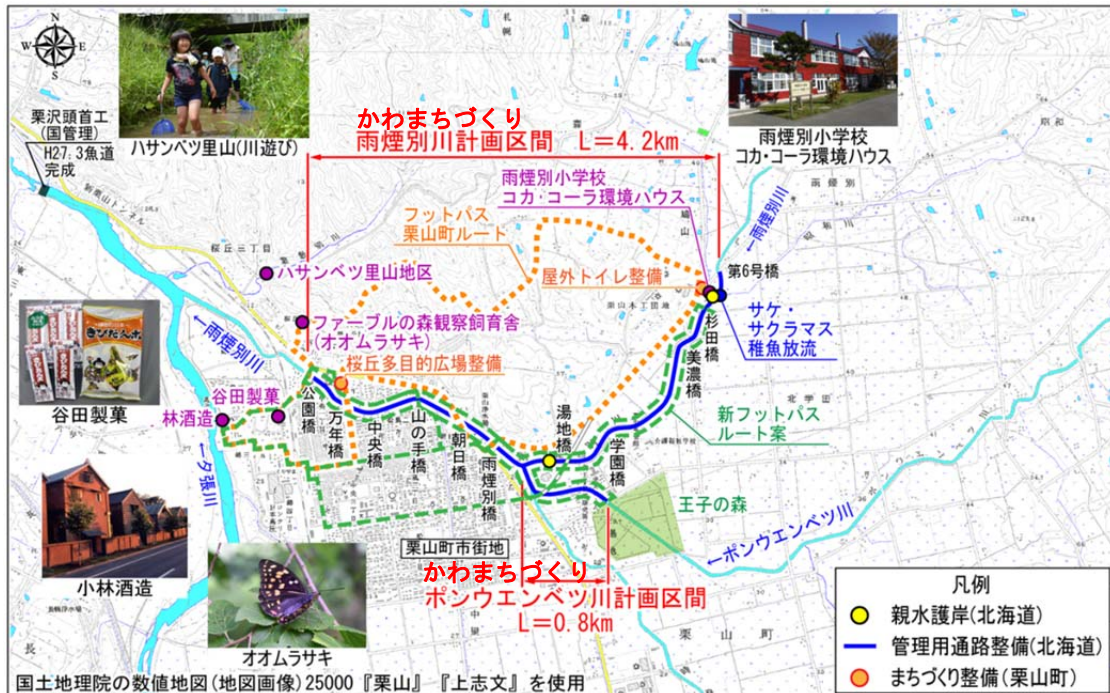 N
W
E
S
栗沢頭首工
(国管理)
H27.3魚道
完成
ハサンベツ里山(川遊び)
かわまちづくり
雨煙別川計画区間 L=4.2km
雨煙別小学校
コカ・コーラ環境ハウス
雨煙別小学校
コカ・コーラ環境ハウス
フットパス
栗山町ルート
←雨煙別川
第6号橋
屋外トイレ整備
サケ・
サクラマス
稚魚放流
桜丘三丁目
ハサンベツ里山地区
ファーブルの森観察飼育舎
(オオムラサキ)
桜丘多目的広場整備
←雨煙別川
杉田橋
美濃橋
新フットパス
ルート案
谷田製菓
谷田製菓
林酒造
公園橋
万年橋
中央橋
山の手橋
朝日橋
雨煙別橋
湯地橋
学園橋
王子の森
←ポンウエンベツ川
←夕張川
栗山町市街地
かわまちづくり
ポンウエンベツ川計画区間
L=0.8km
小林酒造
オオムラサキ
栗山町
凡例
親水護岸(北海道)
管理用通路整備(北海道)
まちづくり整備(栗山町)
国土地理院の数値地図(地図画像)25000『栗山』『上志文』を使用